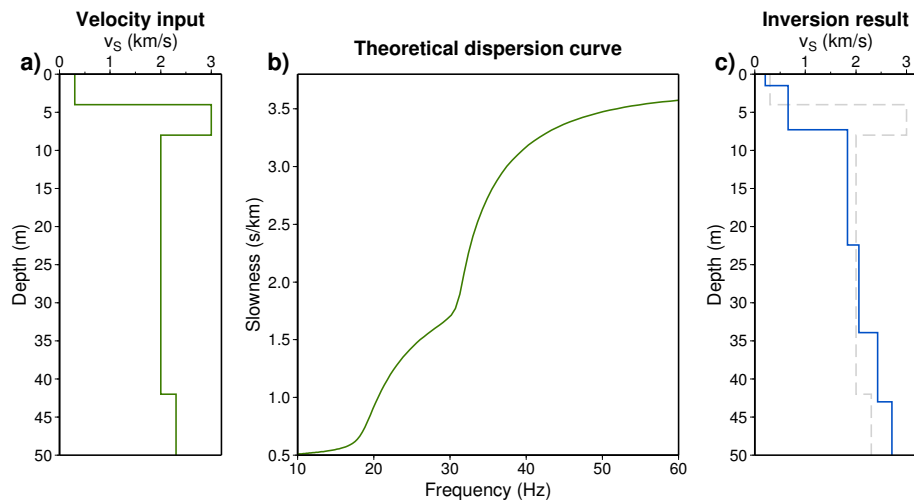 Velocity input
v_S (km/s)
a)
0 1 2 3
0
5
10
15
20
25
30
35
40
45
50
Depth (m)
Theoretical dispersion curve
b)
3.5
3.0
2.5
2.0
1.5
1.0
0.5
Slowness (s/km)
10 20 30 40 50 60
Frequency (Hz)
Inversion result
v_S (km/s)
c)
0 1 2 3
0
5
10
15
20
25
30
35
40
45
50
Depth (m)